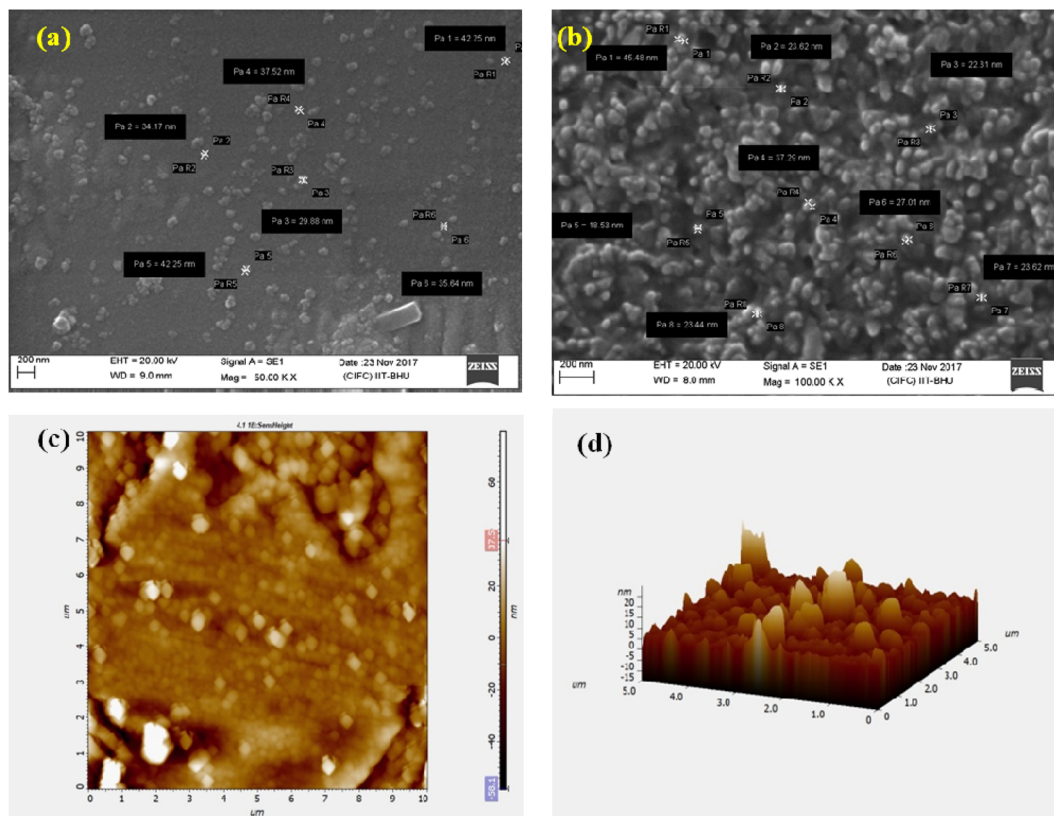 (a)
Pa 1 = 42.25 nm
Pa R1
Pa 4 = 37.52 nm
Pa R4
Pa 4
Pa 2 = 34.17 nm
Pa 2
Pa R2
Pa R3
Pa 3
Pa 3 = 29.88 nm
Pa R6
Pa 6
Pa 5 = 42.25 nm
Pa 5
Pa R5
Pa 6 = 35.64 nm
200 nm
EHT = 20.00 kV
Signal A = SE1
Date :23 Nov 2017
ZEISS
WD = 9.0 mm
Mag = 50.00 K X
(CIFC) IIT-BHU
(b)
Pa R1
Pa 1
Pa 1 = 45.48 nm
Pa 2 = 23.62 nm
Pa R2
Pa 2
Pa 3 = 22.31 nm
Pa 3
Pa R3
Pa 4 = 37.29 nm
Pa R4
Pa 4
Pa 6 = 27.01 nm
Pa 6
Pa R6
Pa 5
Pa 5 = 18.53 nm
Pa R5
Pa 7 = 23.62 nm
Pa R7
Pa 7
Pa R8
Pa 8 = 23.44 nm
Pa 8
200 nm
EHT = 20.00 kV
Signal A = SE1
Date :23 Nov 2017
ZEISS
WD = 8.0 mm
Mag = 100.00 K X
(CIFC) IIT-BHU
(c)
10
9
8
7
6
5
4
3
2
1
0
um
0 1 2 3 4 5 6 7 8 9 10
um
60
20
0
-20
-40
-58.1
nm
(d)
nm
20
15
10
5
0
-5
-10
-15
um
5.0 4.0 3.0 2.0 1.0 0
0 1.0 2.0 3.0 4.0 5.0
um